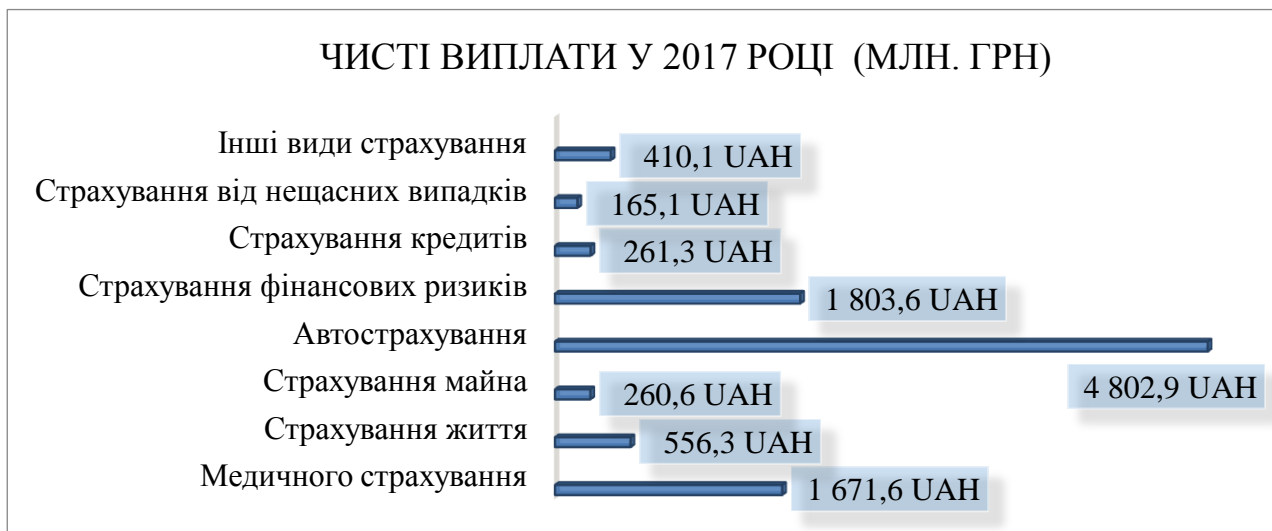 ЧИСТІ ВИПЛАТИ У 2017 РОЦІ (МЛН. ГРН)
Інші види страхування 410,1 UAH
Страхування від нещасних випадків 165,1 UAH
Страхування кредитів 261,3 UAH
Страхування фінансових ризиків 1 803,6 UAH
Автострахування 4 802,9 UAH
Страхування майна 260,6 UAH
Страхування життя 556,3 UAH
Медичного страхування 1 671,6 UAH